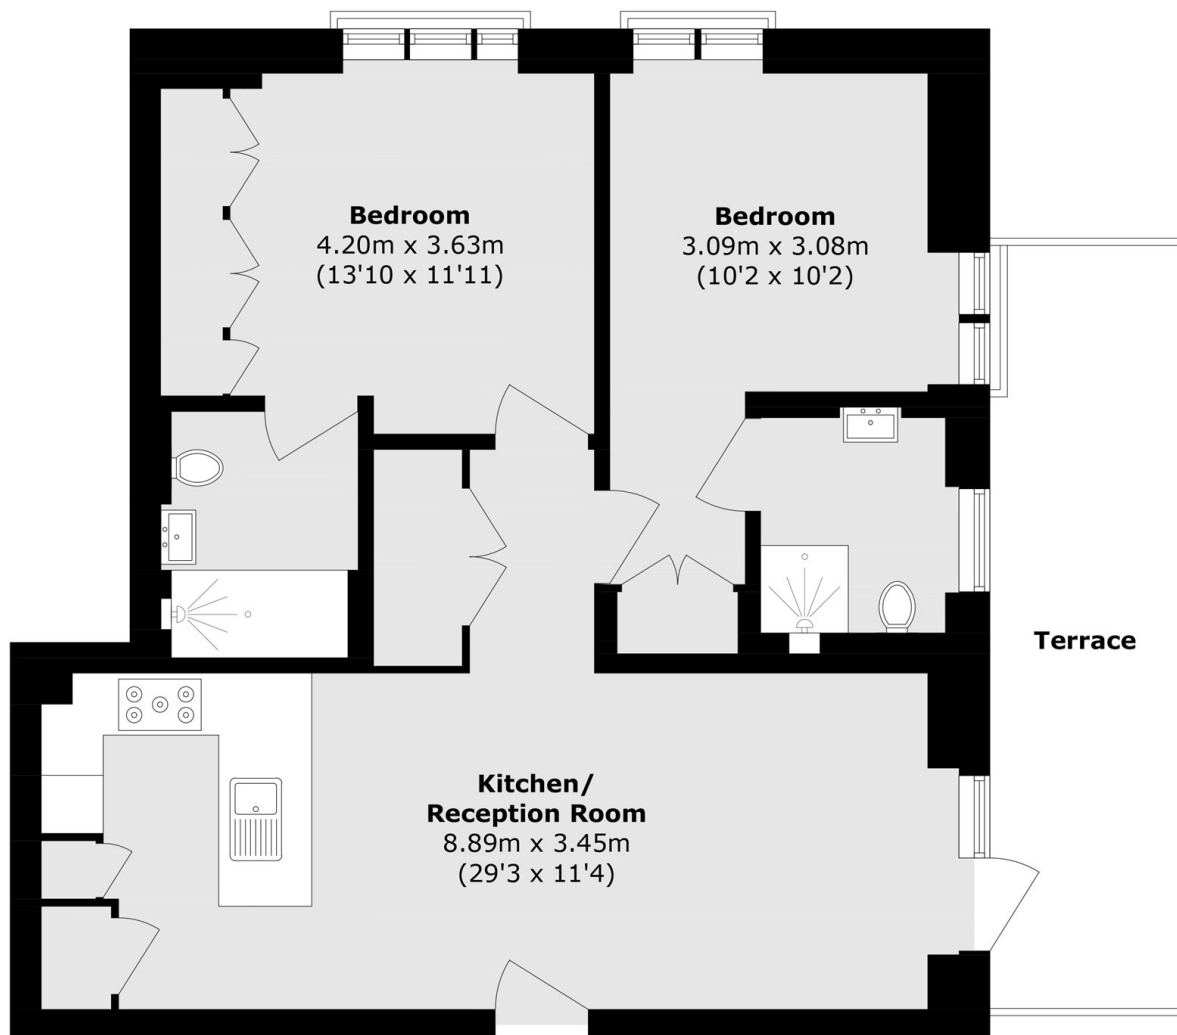 Bedroom
4.20m x 3.63m
(13'10 x 11'11)
Bedroom
3.09m x 3.08m
(10'2 x 10'2)
Terrace
Kitchen/
Reception Room
8.89m x 3.45m
(29'3 x 11'4)